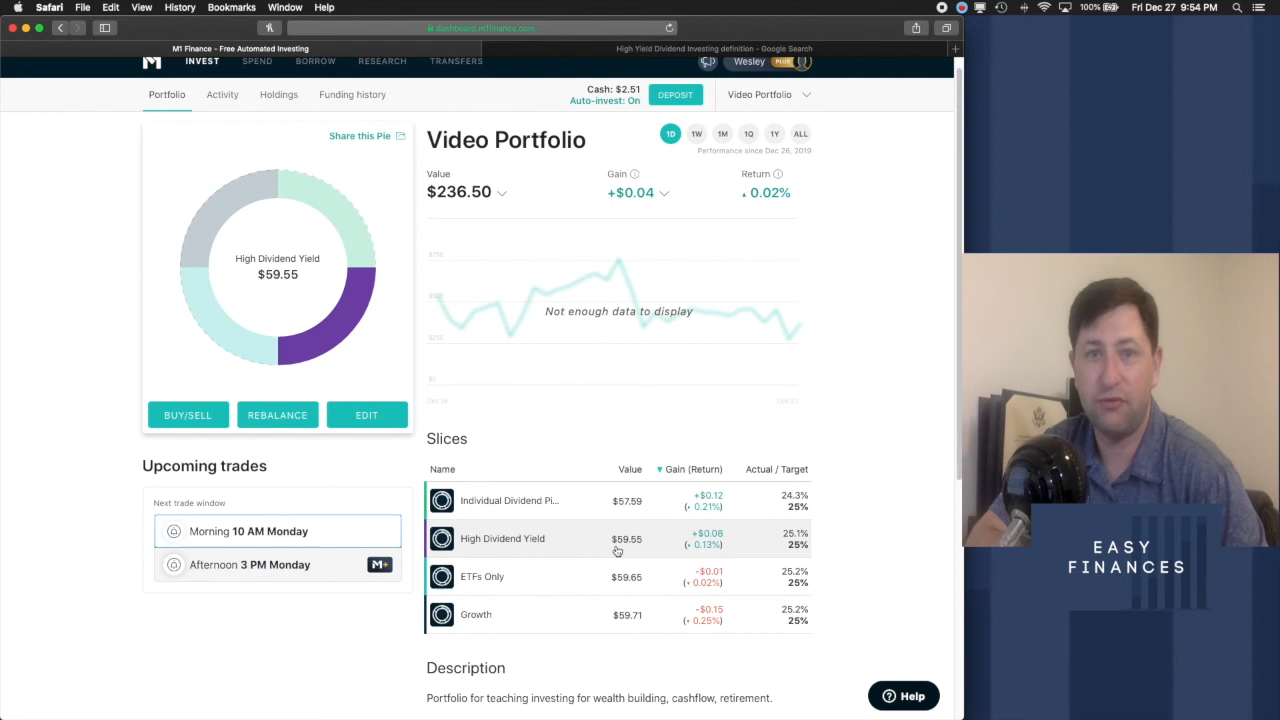 Safari File Edit View History Bookmarks Window Help 100% Fri Dec 27 9:54 PM
dashboard.m1finance.com
M1 Finance - Free Automated Investing High Yield Dividend Investing definition - Google Search
INVEST SPEND BORROW RESEARCH TRANSFERS Wesley PLUS
Portfolio Activity Holdings Funding history Cash: $2.51 Auto-invest: On DEPOSIT Video Portfolio
Share this Pie
Video Portfolio
1D 1W 1M 1Q 1Y ALL
Performance since Dec 26, 2019
Value Gain Return
$236.50 +$0.04 0.02%
High Dividend Yield
$59.55
Not enough data to display
$0
BUY/SELL REBALANCE EDIT
Slices
Name Value Gain (Return) Actual / Target
Individual Dividend Pi... $57.59 +$0.12 (0.21%) 24.3% 25%
High Dividend Yield $59.55 +$0.08 (0.13%) 25.1% 25%
ETFs Only $59.65 -$0.01 (0.02%) 25.2% 25%
Growth $59.71 -$0.15 (0.25%) 25.2% 25%
Upcoming trades
Next trade window
Morning 10 AM Monday
Afternoon 3 PM Monday M+
Description
Portfolio for teaching investing for wealth building, cashflow, retirement.
Help
EASY
FINANCES